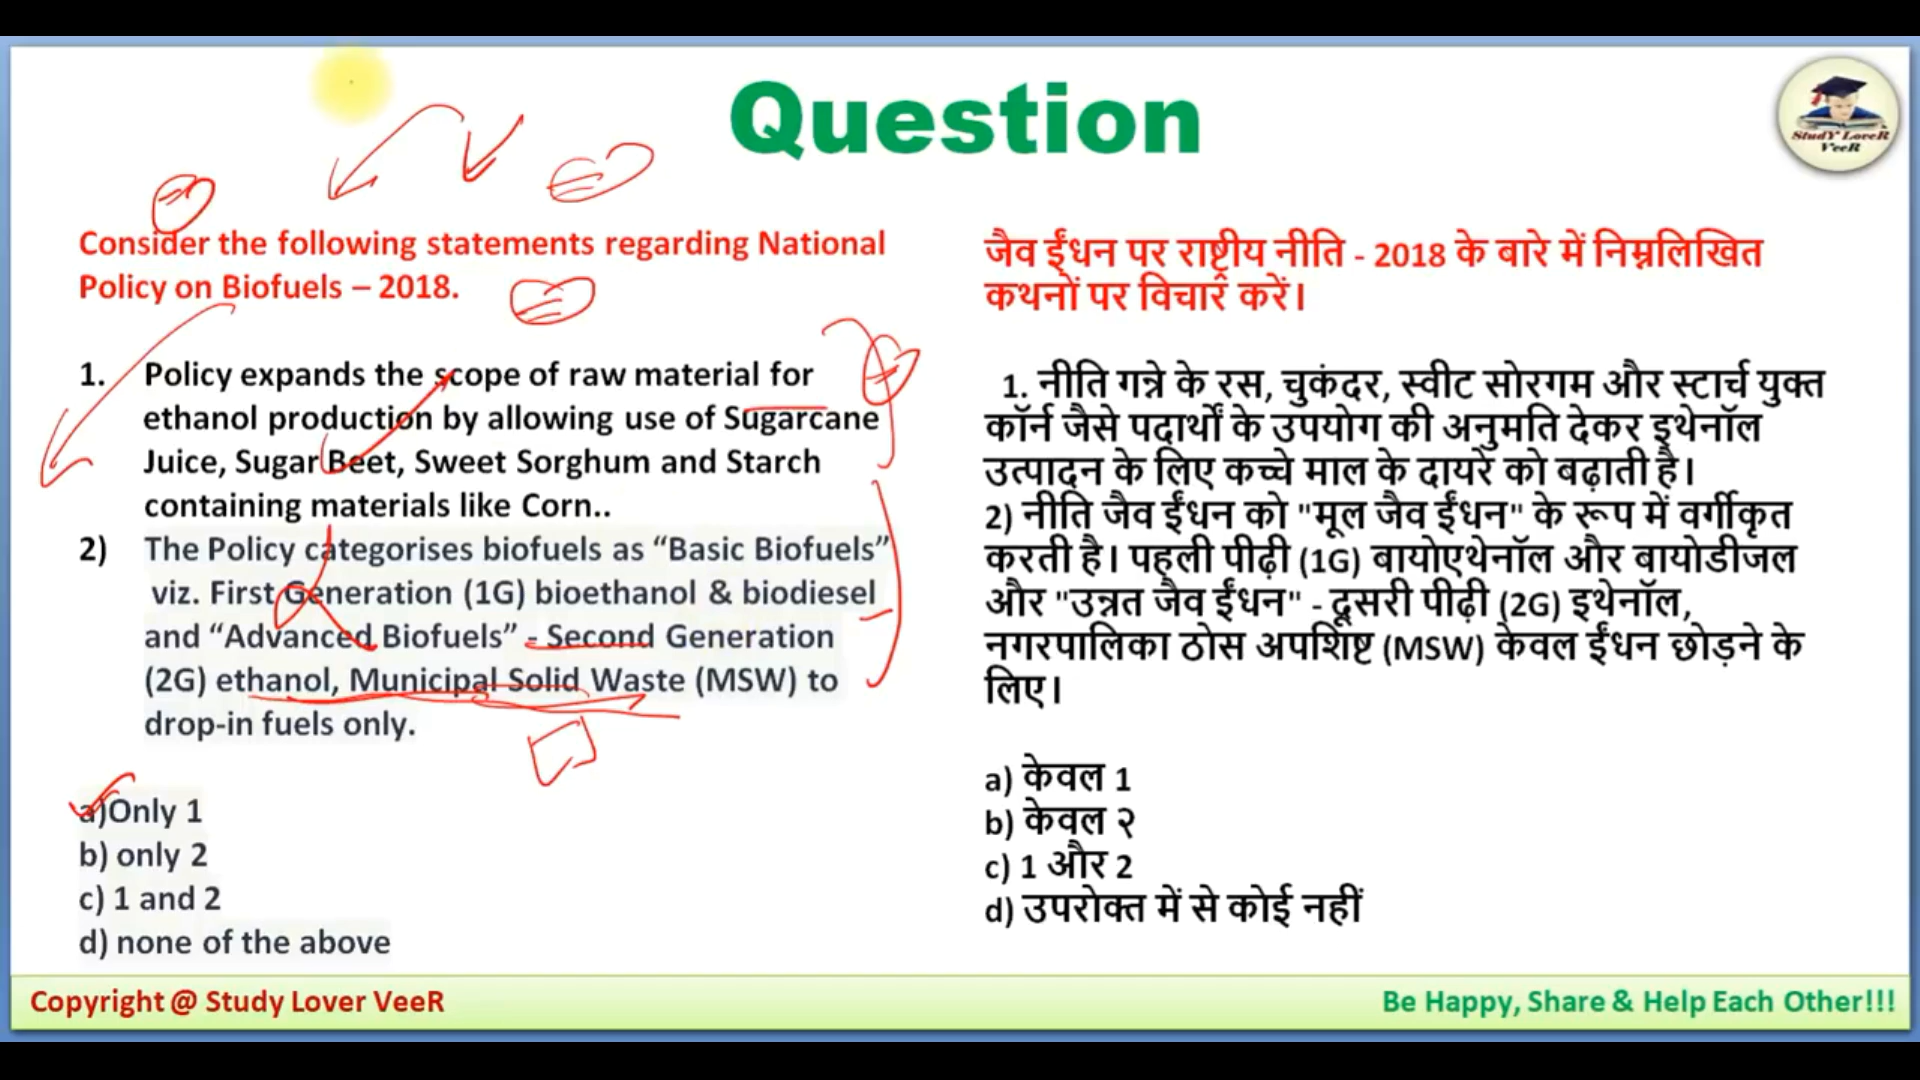 Question
StudY LoveR
VeeR
Consider the following statements regarding National
Policy on Biofuels – 2018.
1. Policy expands the scope of raw material for
ethanol production by allowing use of Sugarcane
Juice, Sugar Beet, Sweet Sorghum and Starch
containing materials like Corn..
2) The Policy categorises biofuels as “Basic Biofuels”
viz. First Generation (1G) bioethanol & biodiesel
and “Advanced Biofuels” - Second Generation
(2G) ethanol, Municipal Solid Waste (MSW) to
drop-in fuels only.
a)Only 1
b) only 2
c) 1 and 2
d) none of the above
जैव ईंधन पर राष्ट्रीय नीति - 2018 के बारे में निम्नलिखित
कथनों पर विचार करें।
1. नीति गन्ने के रस, चुकंदर, स्वीट सोरगम और स्टार्च युक्त
कॉर्न जैसे पदार्थों के उपयोग की अनुमति देकर इथेनॉल
उत्पादन के लिए कच्चे माल के दायरे को बढ़ाती है।
2) नीति जैव ईंधन को "मूल जैव ईंधन" के रूप में वर्गीकृत
करती है। पहली पीढ़ी (1G) बायोएथेनॉल और बायोडीजल
और "उन्नत जैव ईंधन" - दूसरी पीढ़ी (2G) इथेनॉल,
नगरपालिका ठोस अपशिष्ट (MSW) केवल ईंधन छोड़ने के
लिए।
a) केवल 1
b) केवल २
c) 1 और 2
d) उपरोक्त में से कोई नहीं
Copyright @ Study Lover VeeR
Be Happy, Share & Help Each Other!!!